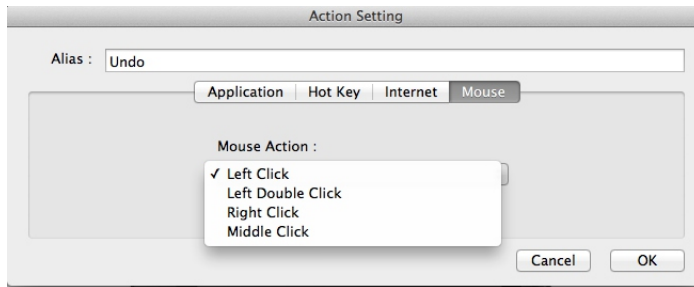 Action Setting
Alias : Undo
Application Hot Key Internet Mouse
Mouse Action :
✓ Left Click
Left Double Click
Right Click
Middle Click
Cancel OK